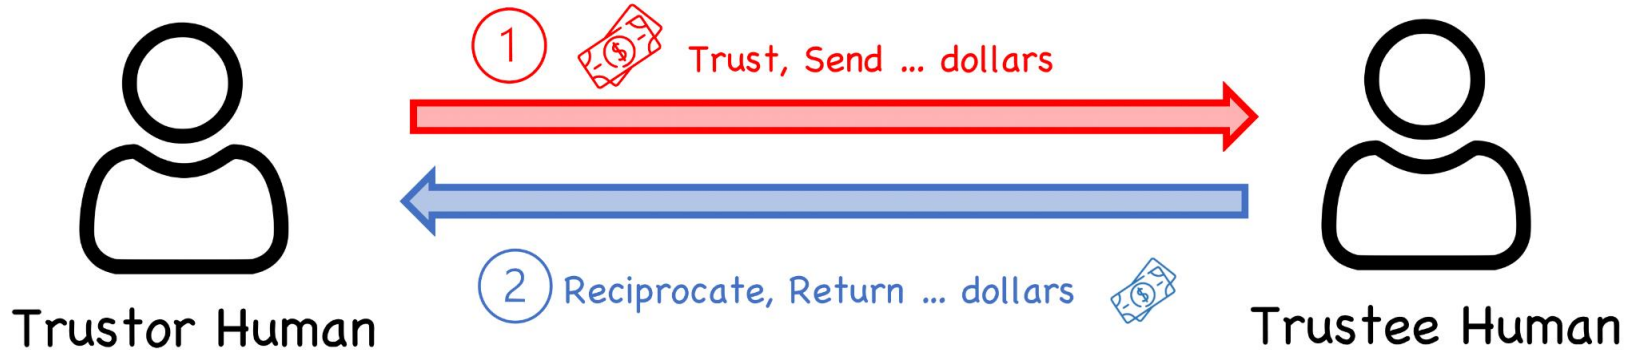 1
$
Trust, Send ... dollars
2
Reciprocate, Return ... dollars
$
Trustor Human
Trustee Human